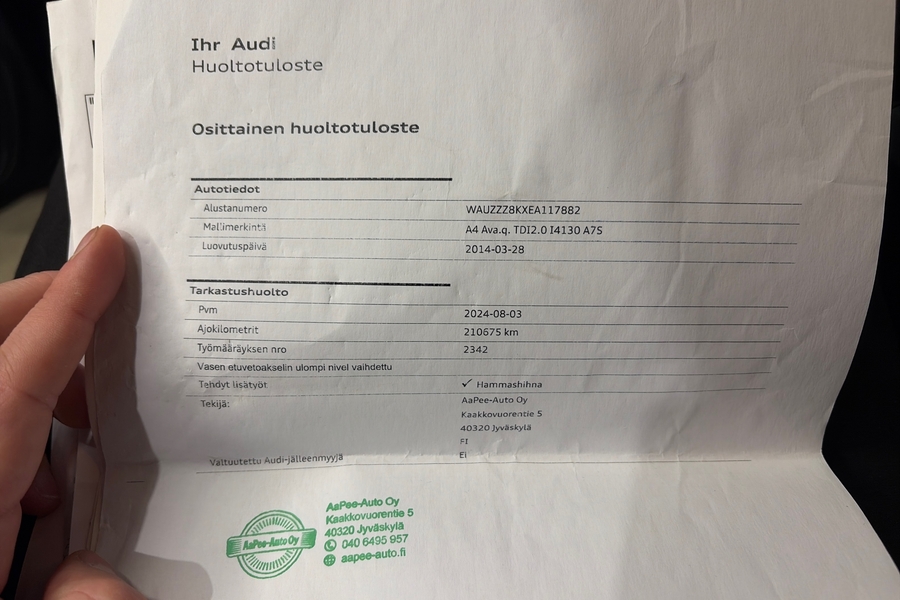 Ihr Audi
Huoltotuloste
Osittainen huoltotuloste
Autotiedot
Alustanumero WAUZZZ8KXEA117882
Mallimerkintä A4 Ava.q. TDI2.0 I4130 A7S
Luovutuspäivä 2014-03-28
Tarkastushuolto
Pvm 2024-08-03
Ajokilometrit 210675 km
Työmääräyksen nro 2342
Vasen etuvetoakselin ulompi nivel vaihdettu
Tehdyt lisätyöt ✓ Hammashihna
Tekijä: AaPee-Auto Oy
Kaakkovuorentie 5
40320 Jyväskylä
FI
Valtuutettu Audi-jälleenmyyjä Ei
AaPee-Auto Oy
AaPee-Auto Oy
Kaakkovuorentie 5
40320 Jyväskylä
040 6495 957
aapee-auto.fi